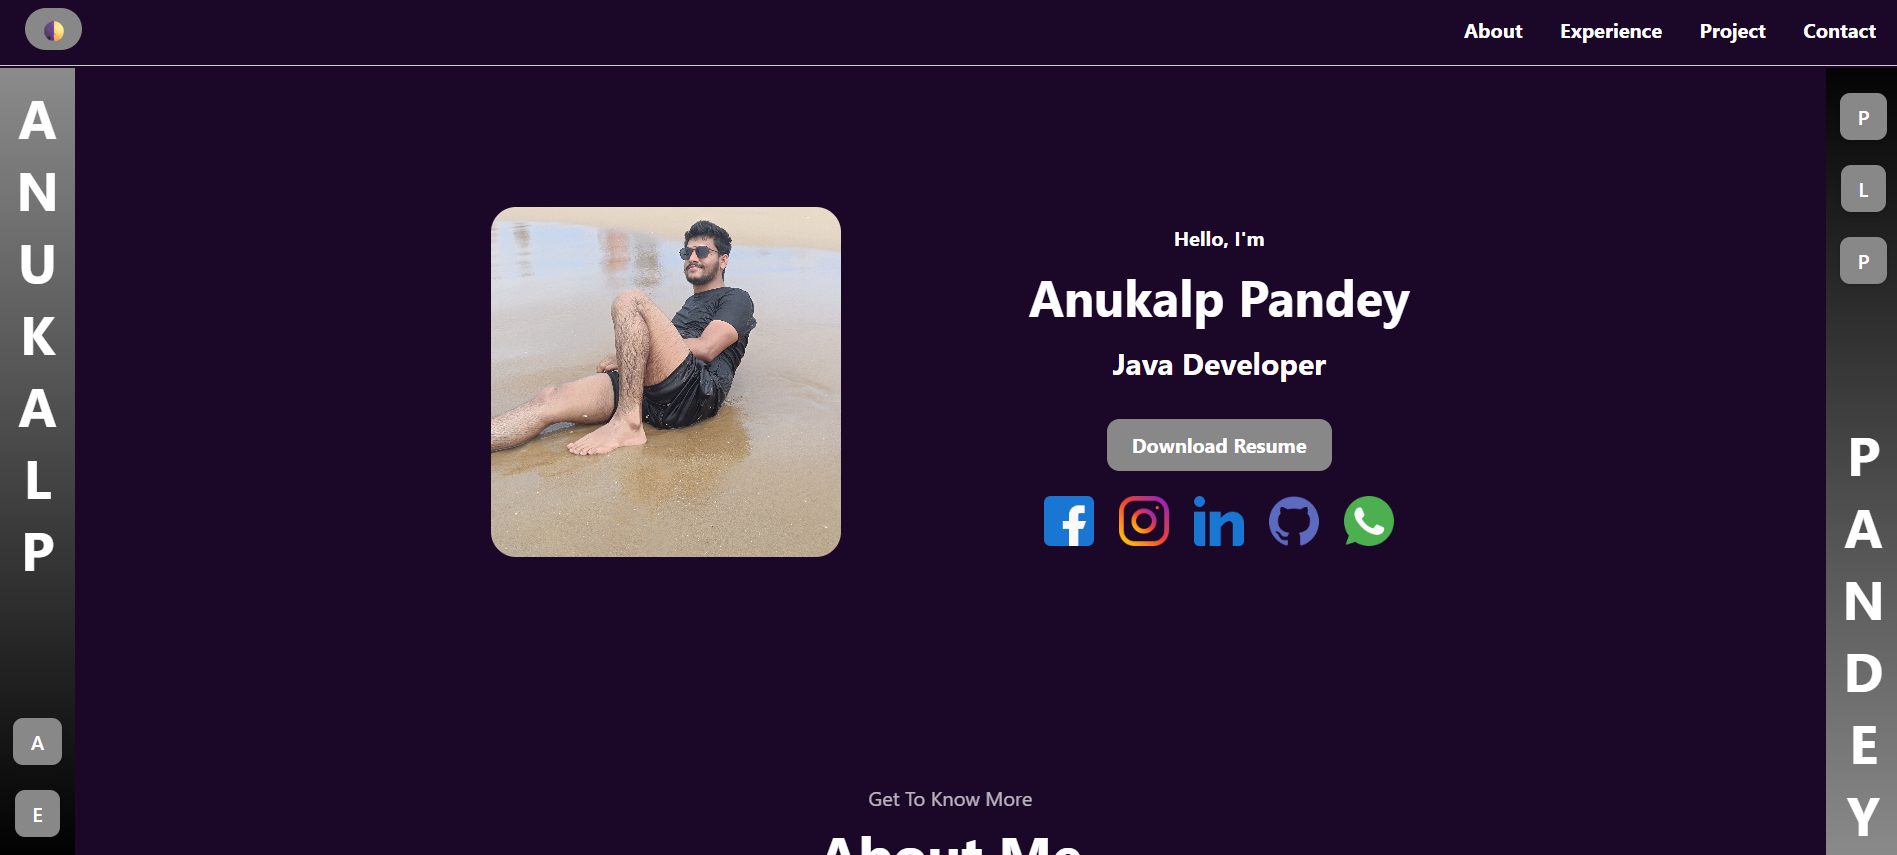 About Experience Project Contact
A
N
U
K
A
L
P
A
E
Hello, I'm
Anukalp Pandey
Java Developer
Download Resume
Get To Know More
About Me
P
L
P
P
A
N
D
E
Y